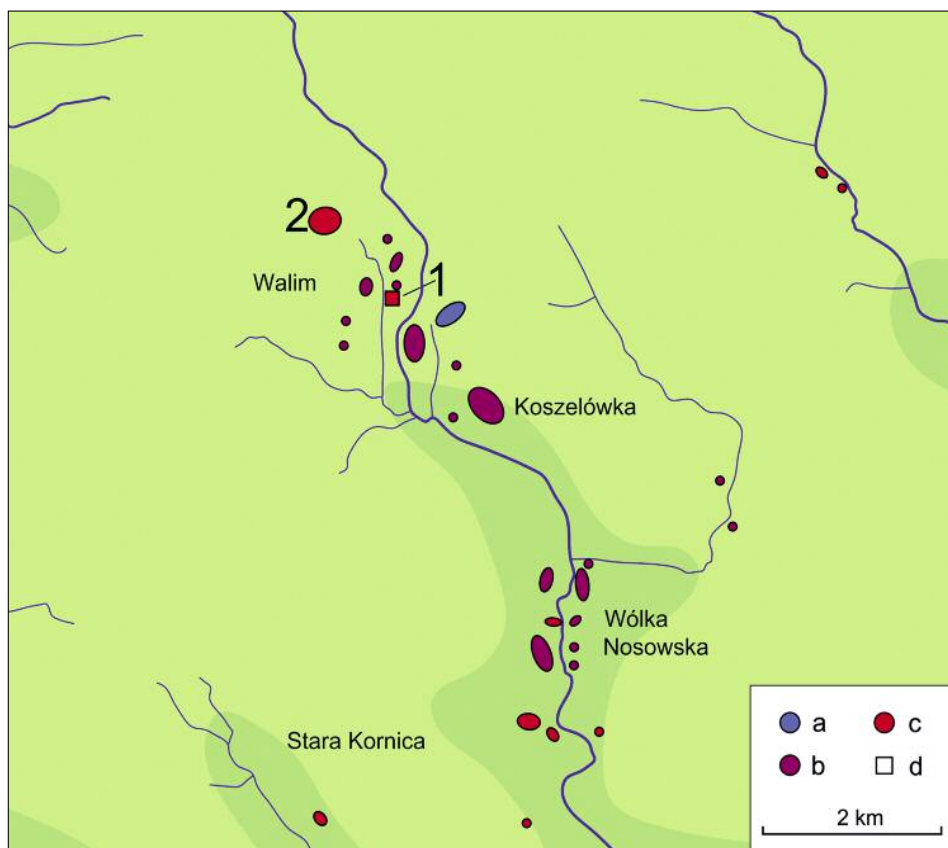 2
1
Walim
Koszelówka
Wólka
Nosowska
Stara Kornica
a
c
b
d
2 km